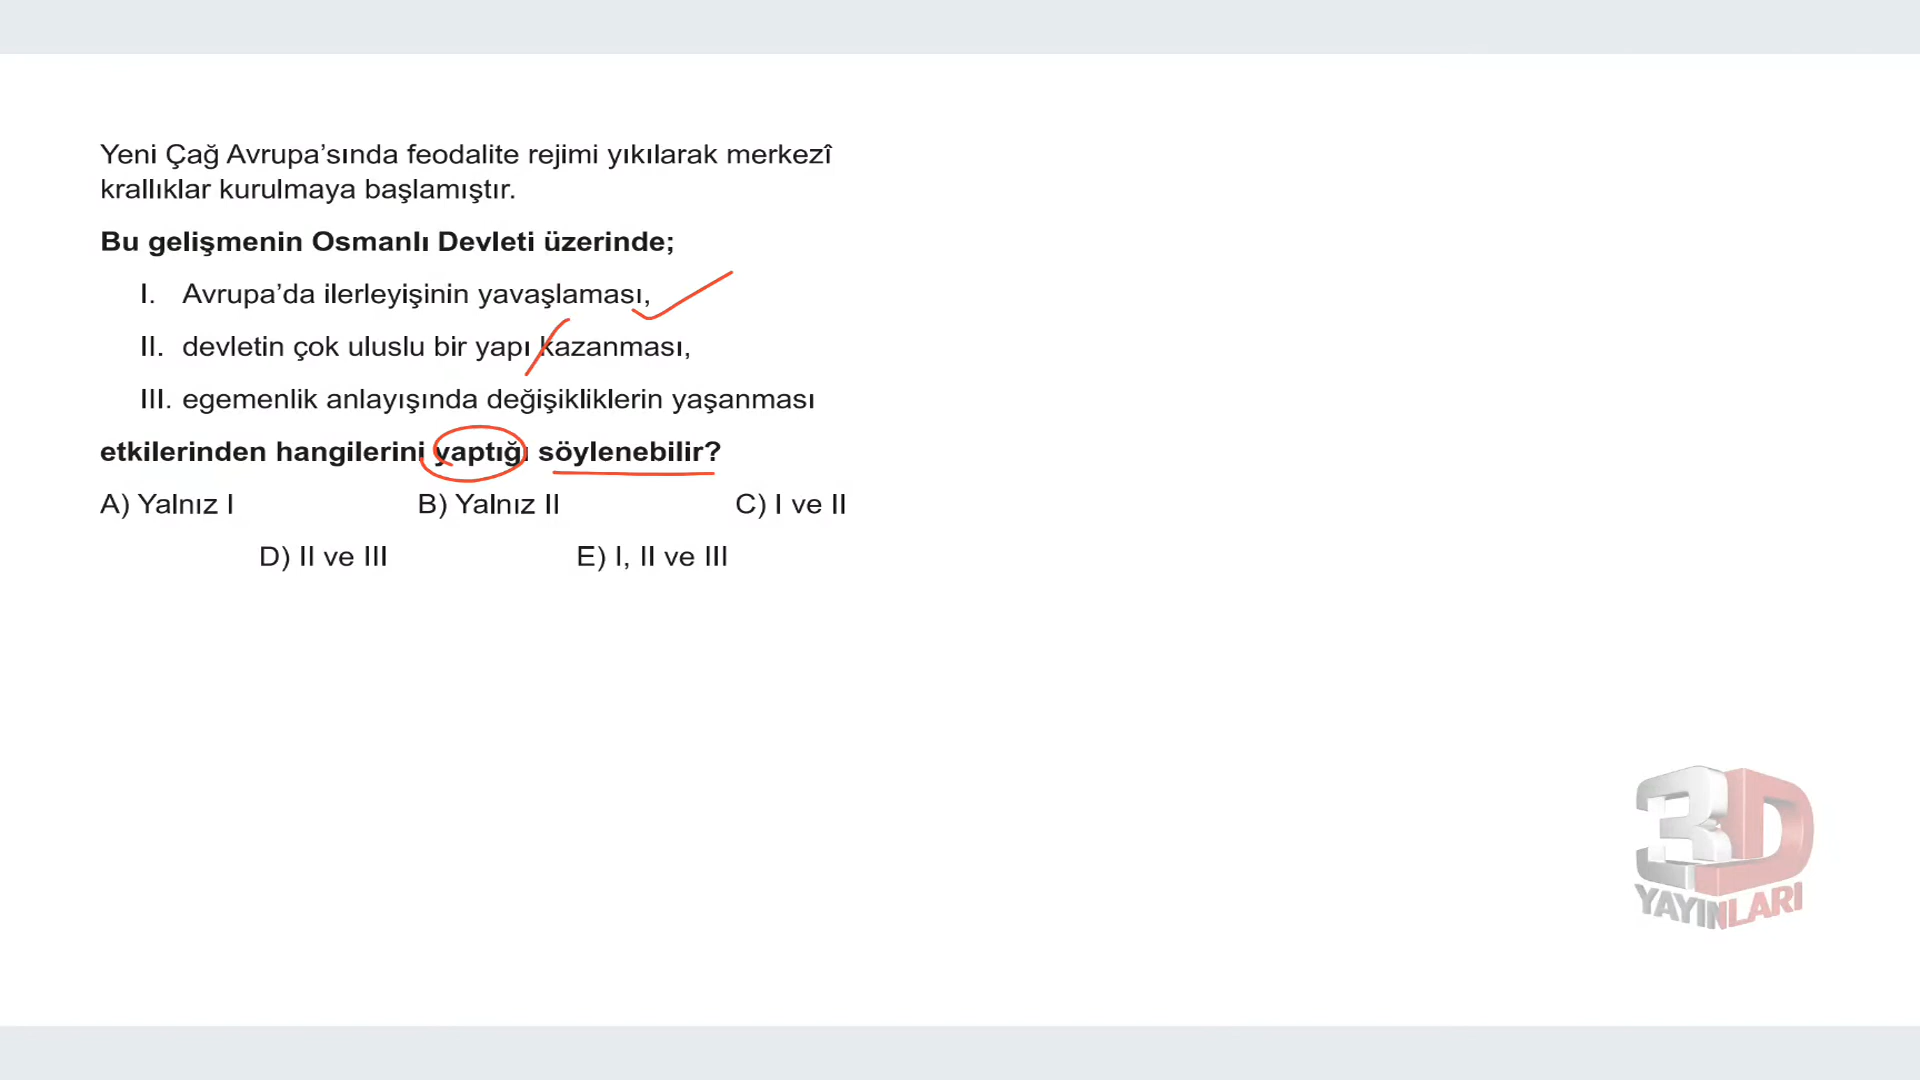 Yeni Çağ Avrupa’sında feodalite rejimi yıkılarak merkezî
krallıklar kurulmaya başlamıştır.
Bu gelişmenin Osmanlı Devleti üzerinde;
I. Avrupa’da ilerleyişinin yavaşlaması,
II. devletin çok uluslu bir yapı kazanması,
III. egemenlik anlayışında değişikliklerin yaşanması
etkilerinden hangilerini yaptığı söylenebilir?
A) Yalnız I B) Yalnız II C) I ve II
D) II ve III E) I, II ve III
3D
YAYINLARI